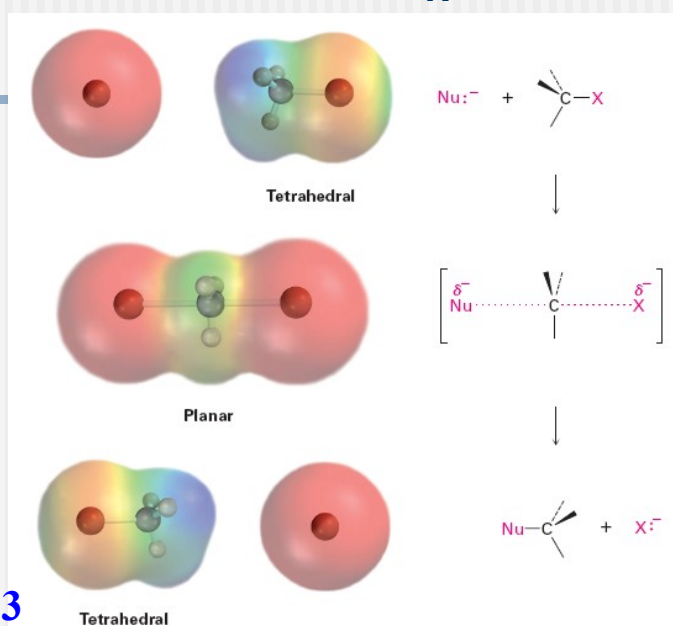 Nu:⁻ + C—X
Tetrahedral
δ⁻ δ⁻
Nu C X
Planar
Nu—C + X:⁻
3
Tetrahedral